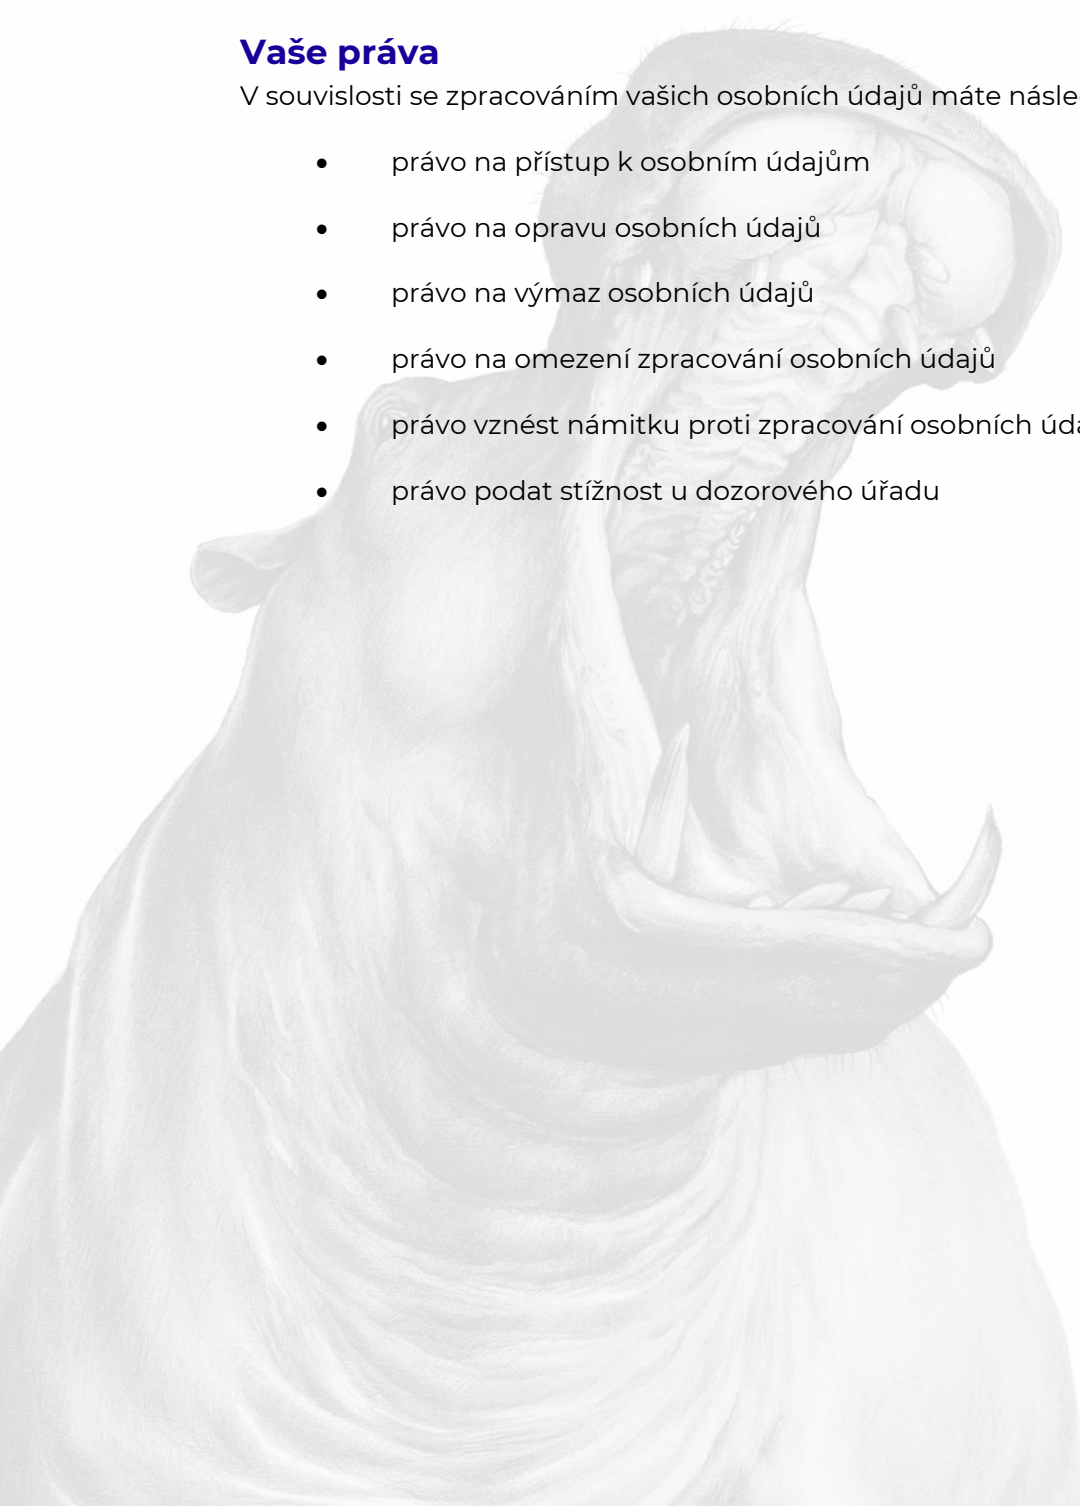 Vaše práva
V souvislosti se zpracováním vašich osobních údajů máte
• právo na přístup k osobním údajům
• právo na opravu osobních údajů
• právo na výmaz osobních údajů
• právo na omezení zpracování osobních údajů
• právo vznést námitku proti zpracování osobních
• právo podat stížnost u dozorového úřadu